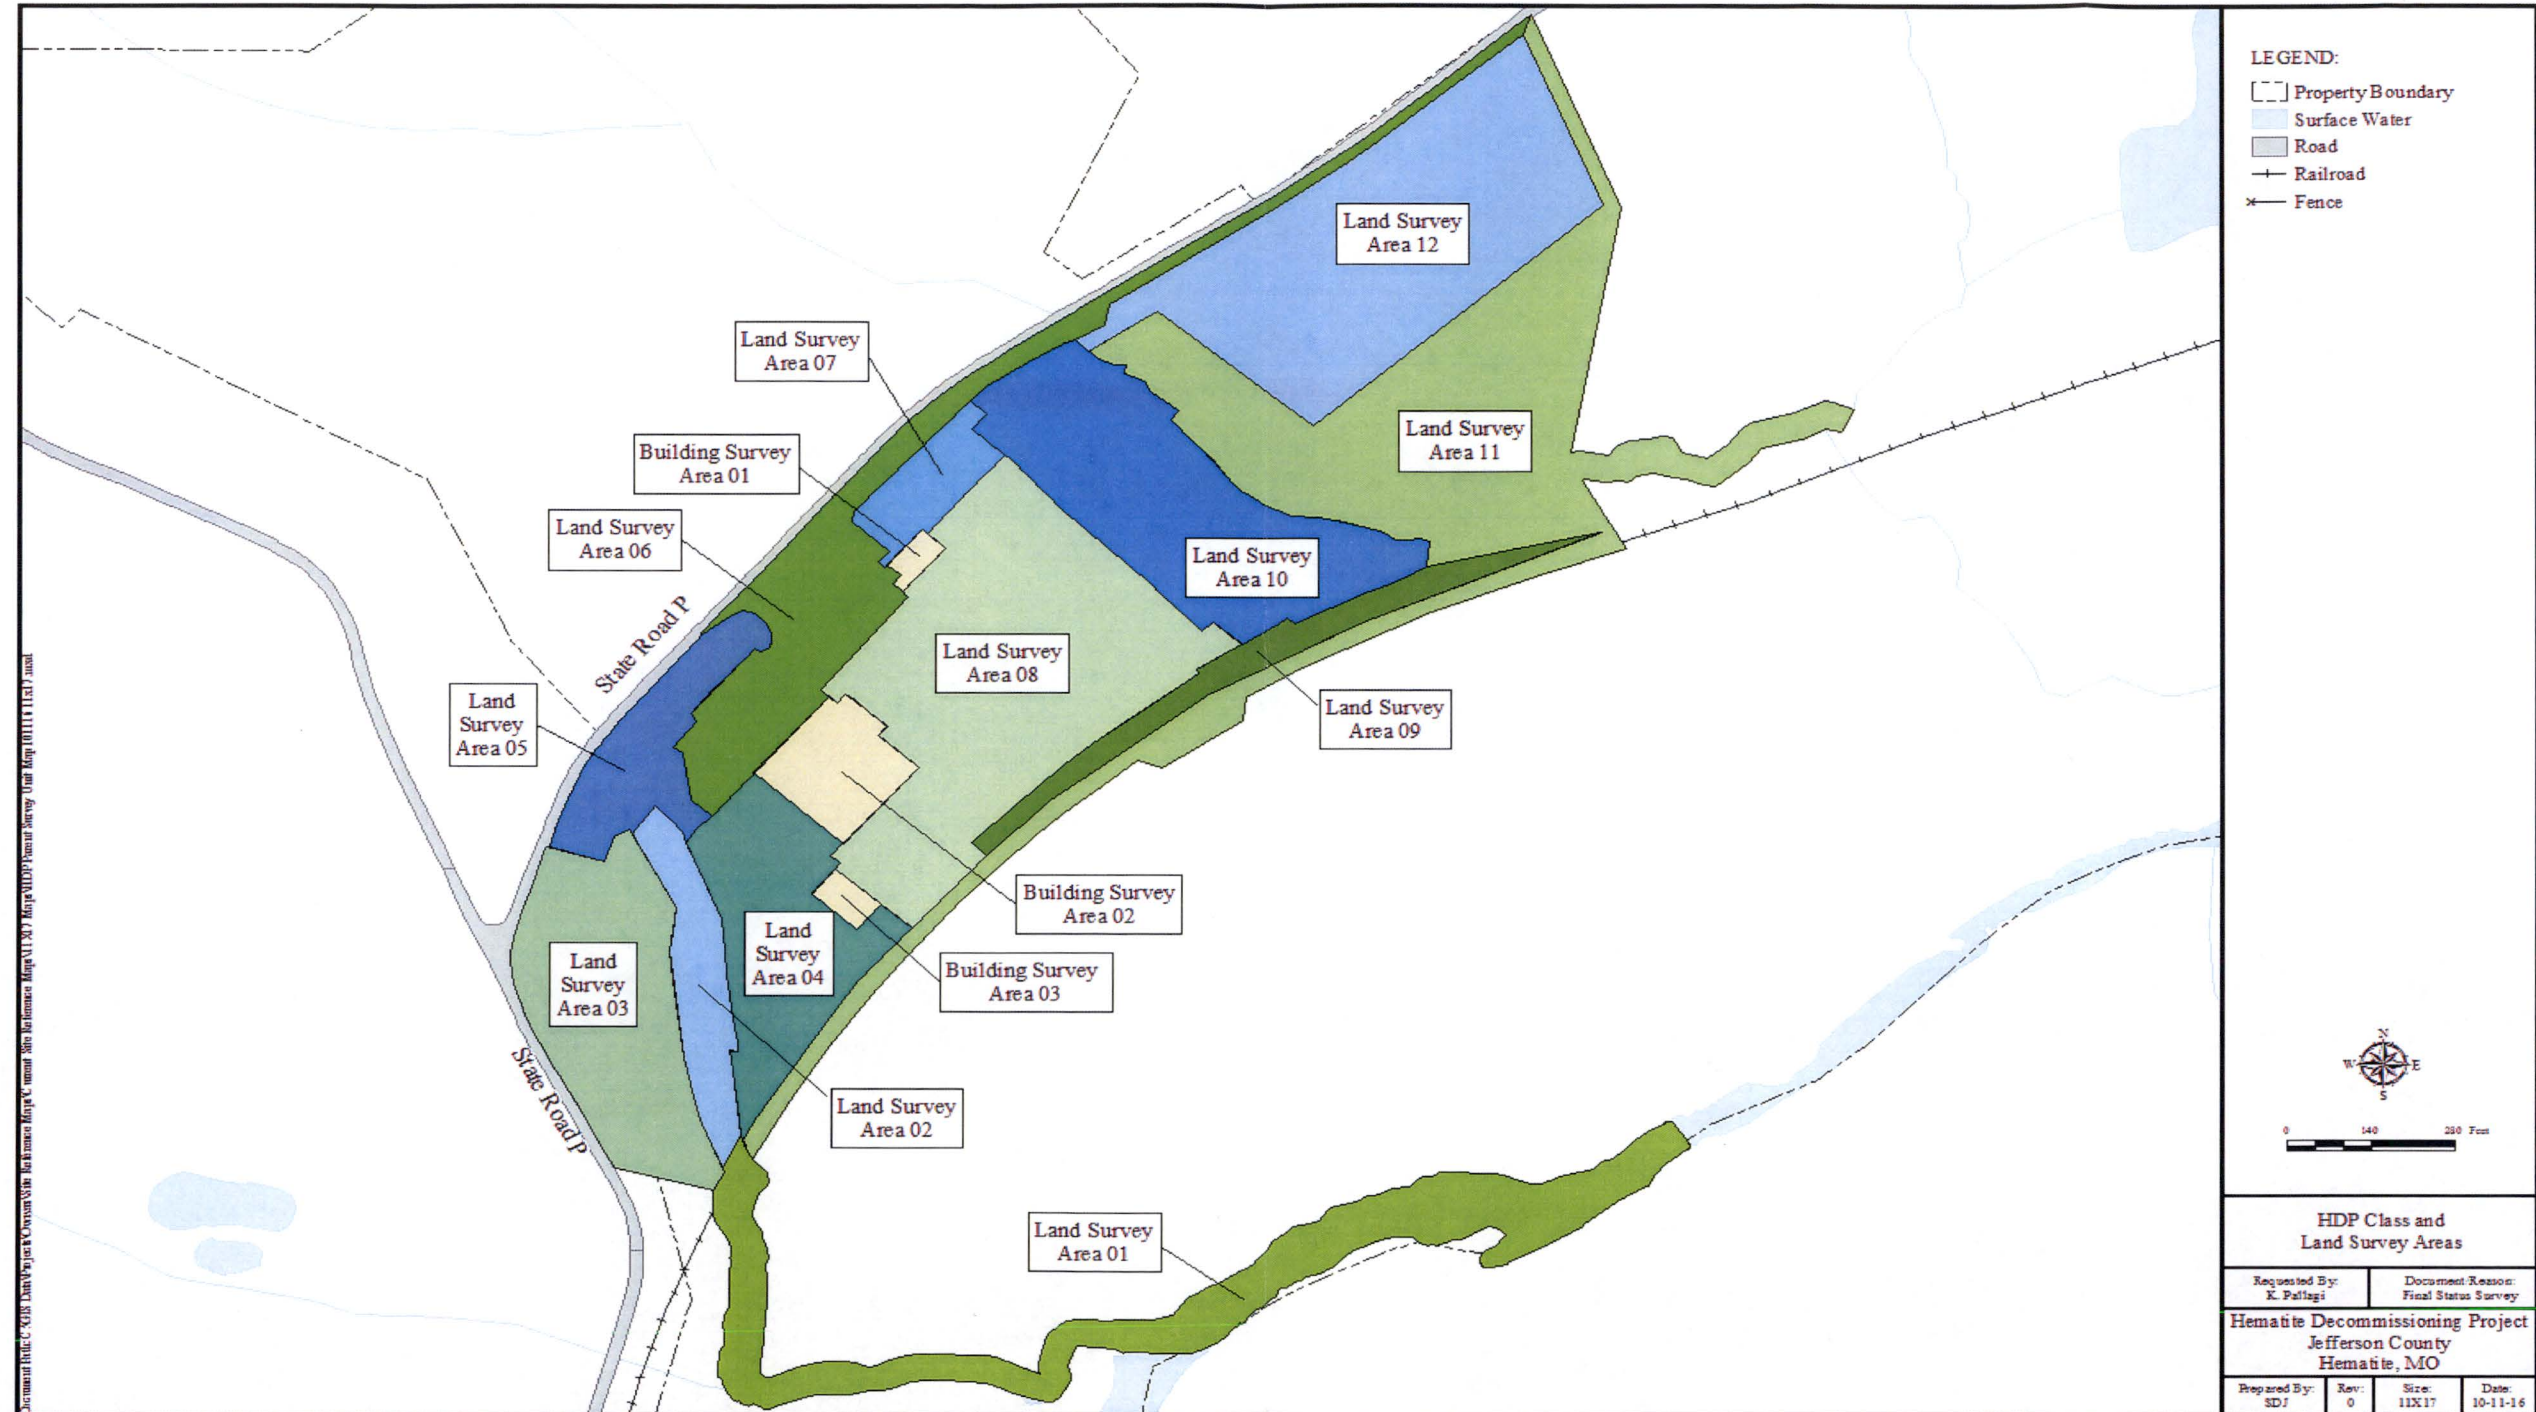 LEGEND:
Property Boundary
Surface Water
Road
Railroad
Fence
Land Survey
Area 12
Land Survey
Area 07
Land Survey
Area 11
Building Survey
Area 01
Land Survey
Area 06
Land Survey
Area 10
State Road P
Land Survey
Area 08
Land
Survey
Area 05
Land Survey
Area 09
Building Survey
Area 02
Land
Survey
Area 04
Land
Survey
Area 03
Building Survey
Area 03
State Road P
Land Survey
Area 02
Land Survey
Area 01
N
W E
S
0 140 280 Feet
HDP Class and
Land Survey Areas
Requested By:
K. Pallagi
Document Reason:
Final Status Survey
Hematite Decommissioning Project
Jefferson County
Hematite, MO
Prepared By:
SDJ
Rev:
0
Size:
11X17
Date:
10-11-16